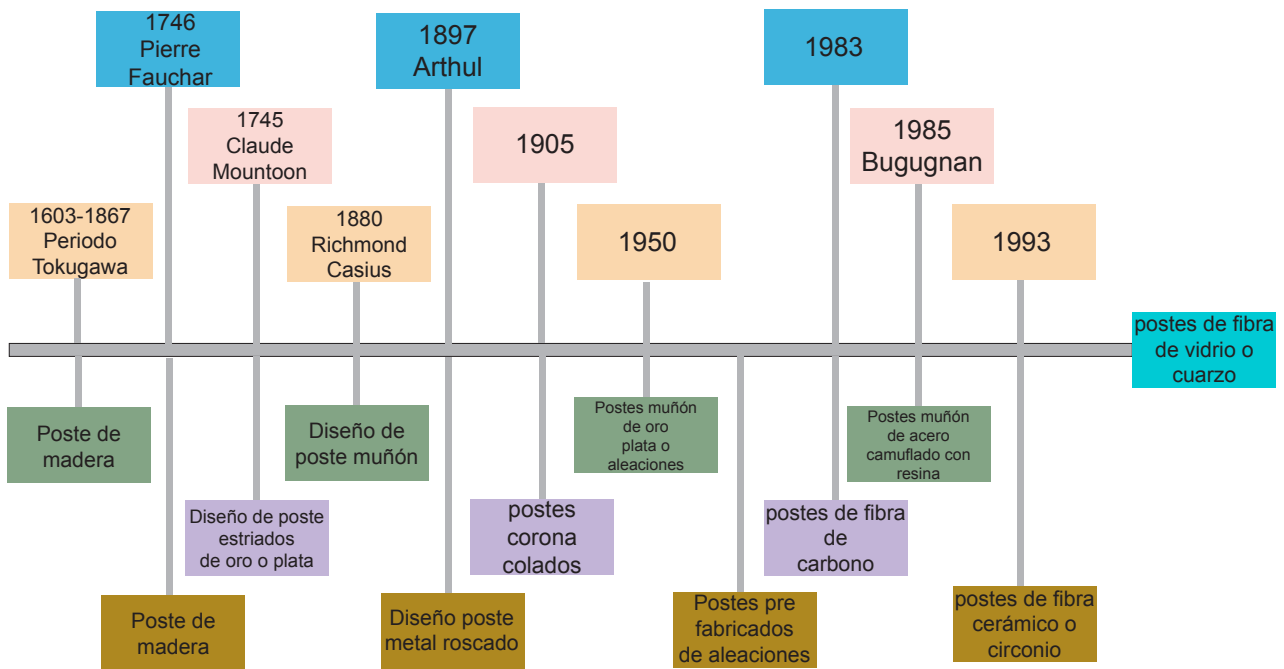 1746
Pierre
Fauchar
1897
Arthul
1983
1745
Claude
Mountoon
1905
1985
Bugugnan
1603-1867
Periodo
Tokugawa
1880
Richmond
Casius
1950
1993
postes de fibra
de vidrio o
cuarzo
Poste de
madera
Diseño de
poste muñón
Postes muñón
de oro
plata o
aleaciones
Postes muñón
de acero
camuflado con
resina
Diseño de poste
estriados
de oro o plata
postes
corona
colados
postes de fibra
de
carbono
Poste de
madera
Diseño poste
metal roscado
Postes pre
fabricados
de aleaciones
postes de fibra
cerámico o
circonio